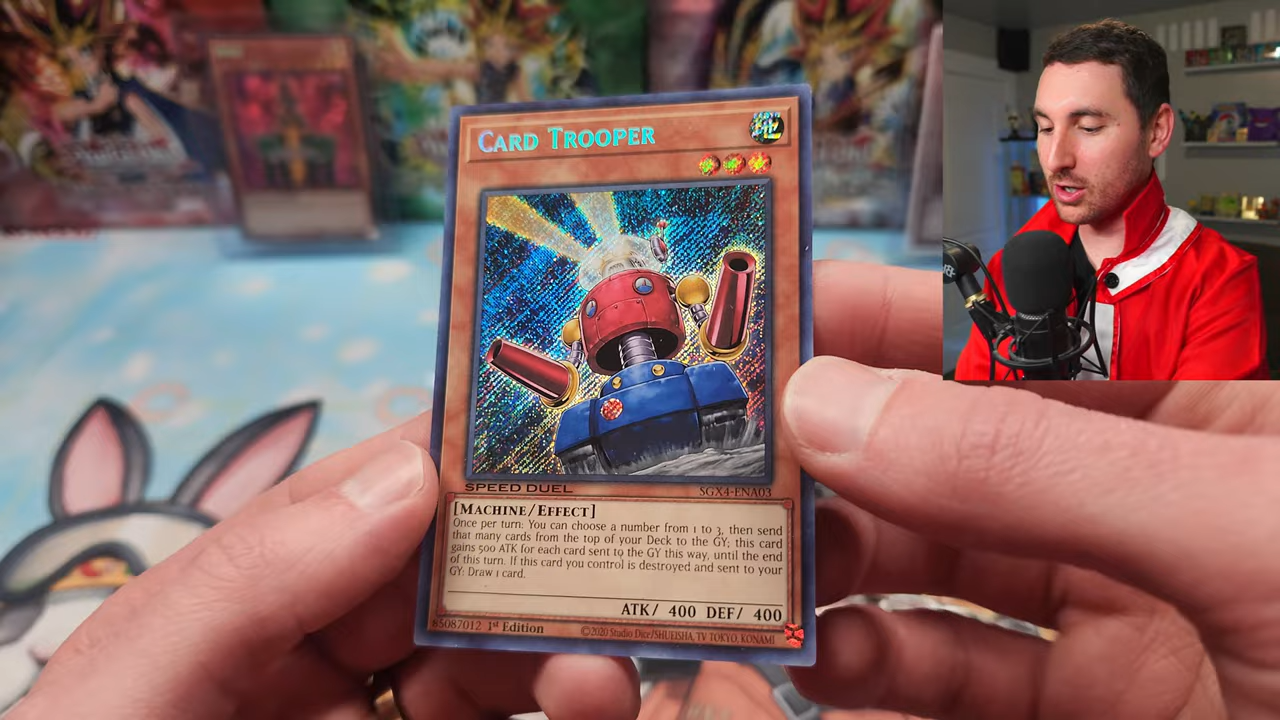 CARD TROOPER
SPEED DUEL
SGX4-ENA03
[MACHINE/EFFECT]
Once per turn: You can choose a number from 1 to 3, then send
that many cards from the top of your Deck to the GY; this card
gains 500 ATK for each card sent to the GY this way, until the end
of this turn. If this card you control is destroyed and sent to your
GY: Draw 1 card.
ATK/ 400 DEF/ 400
85087012 1st Edition
©2020 Studio Dice/SHUEISHA, TV TOKYO, KONAMI